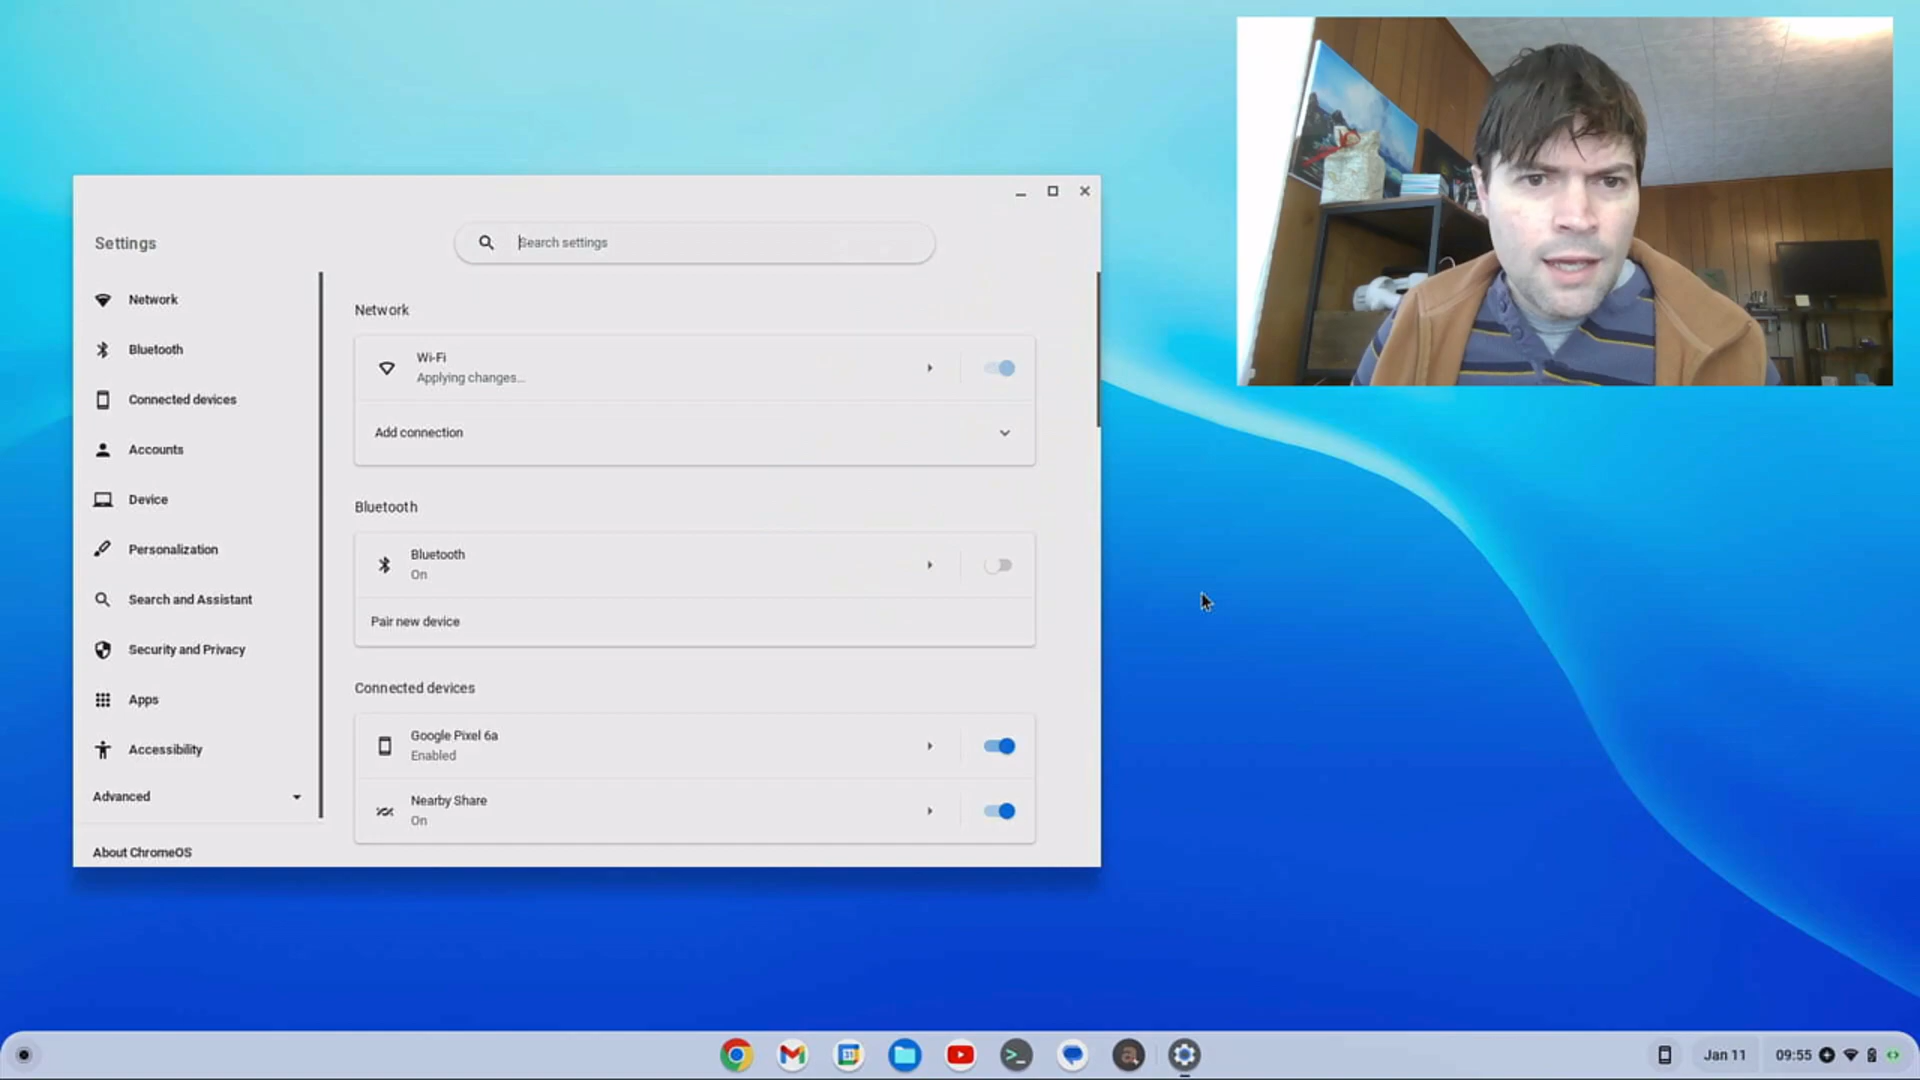 Settings
Search settings
Network
Bluetooth
Connected devices
Accounts
Device
Personalization
Search and Assistant
Security and Privacy
Apps
Accessibility
Advanced
About ChromeOS
Network
Wi-Fi
Applying changes...
Add connection
Bluetooth
Bluetooth
On
Pair new device
Connected devices
Google Pixel 6a
Enabled
Nearby Share
On
31
a
Jan 11
09:55